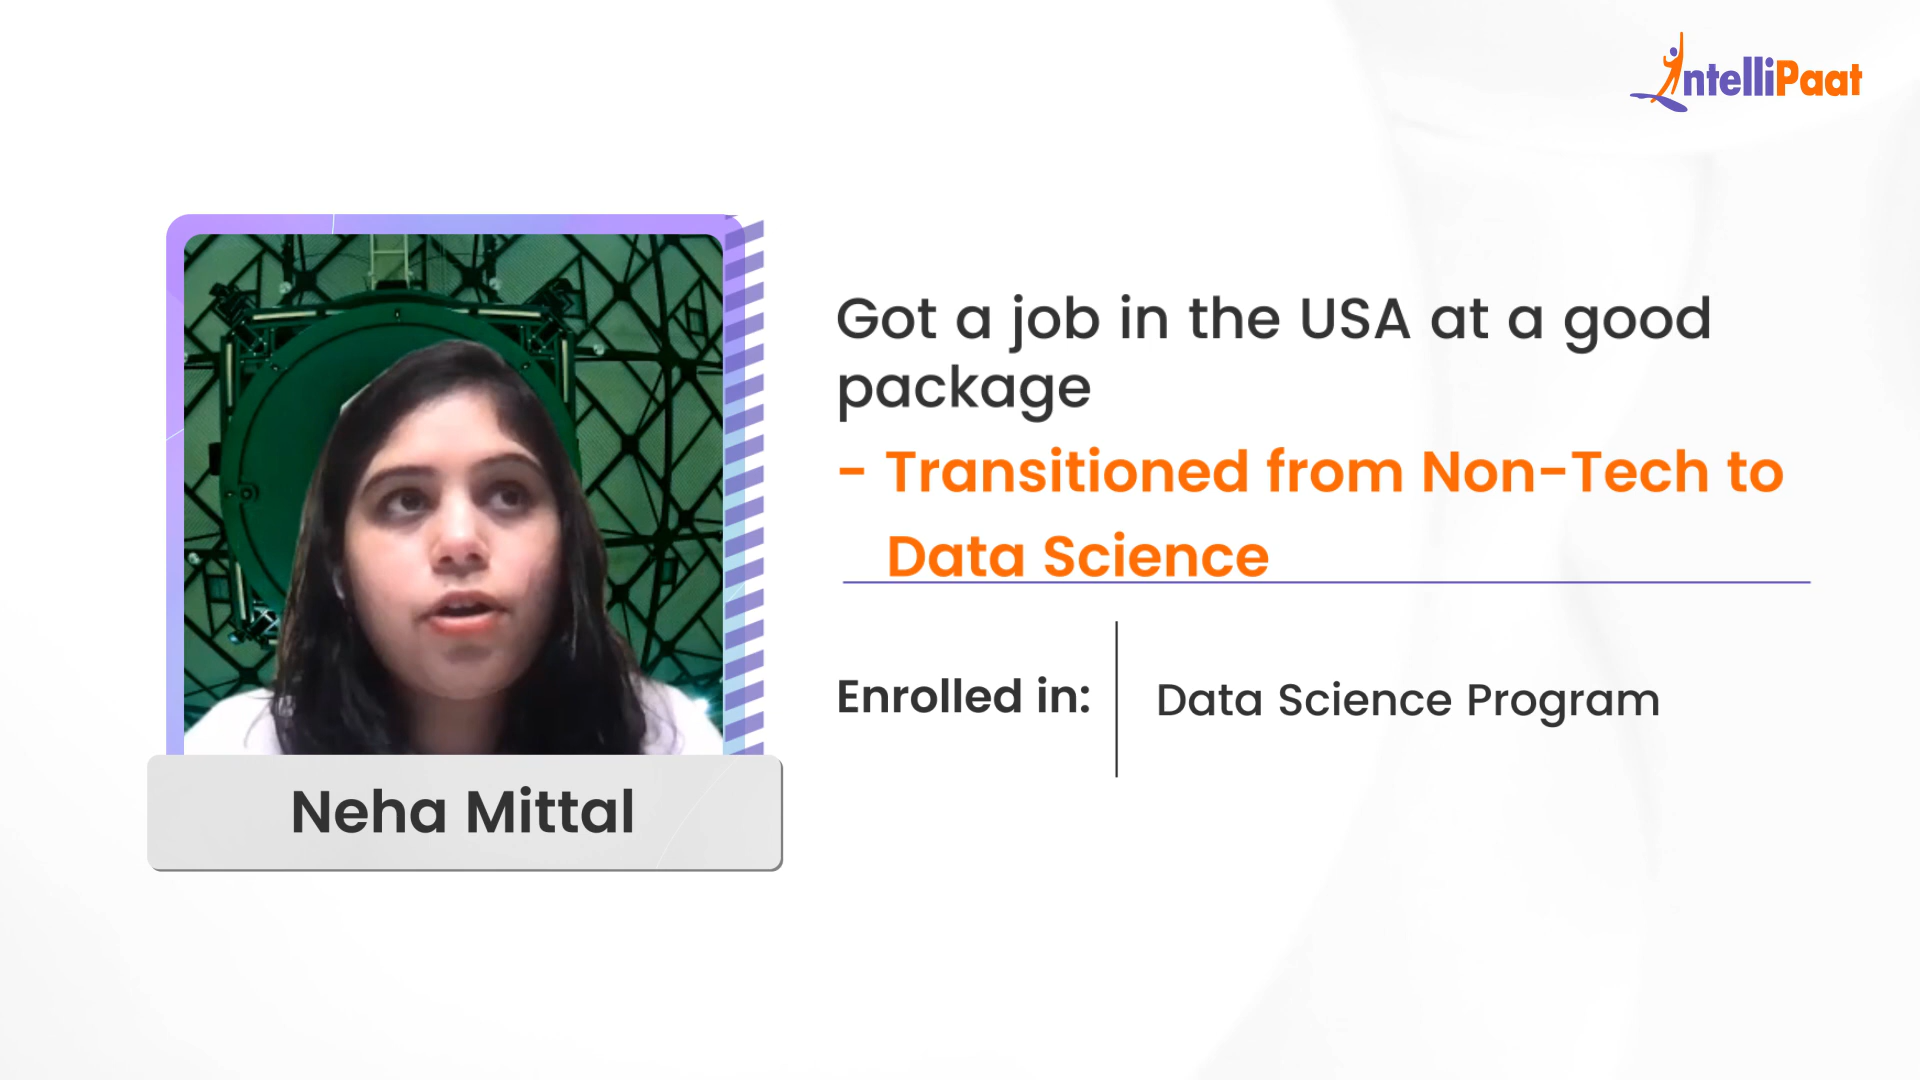 IntelliPaat
Got a job in the USA at a good
package
- Transitioned from Non-Tech to
Data Science
Enrolled in:
Data Science Program
Neha Mittal